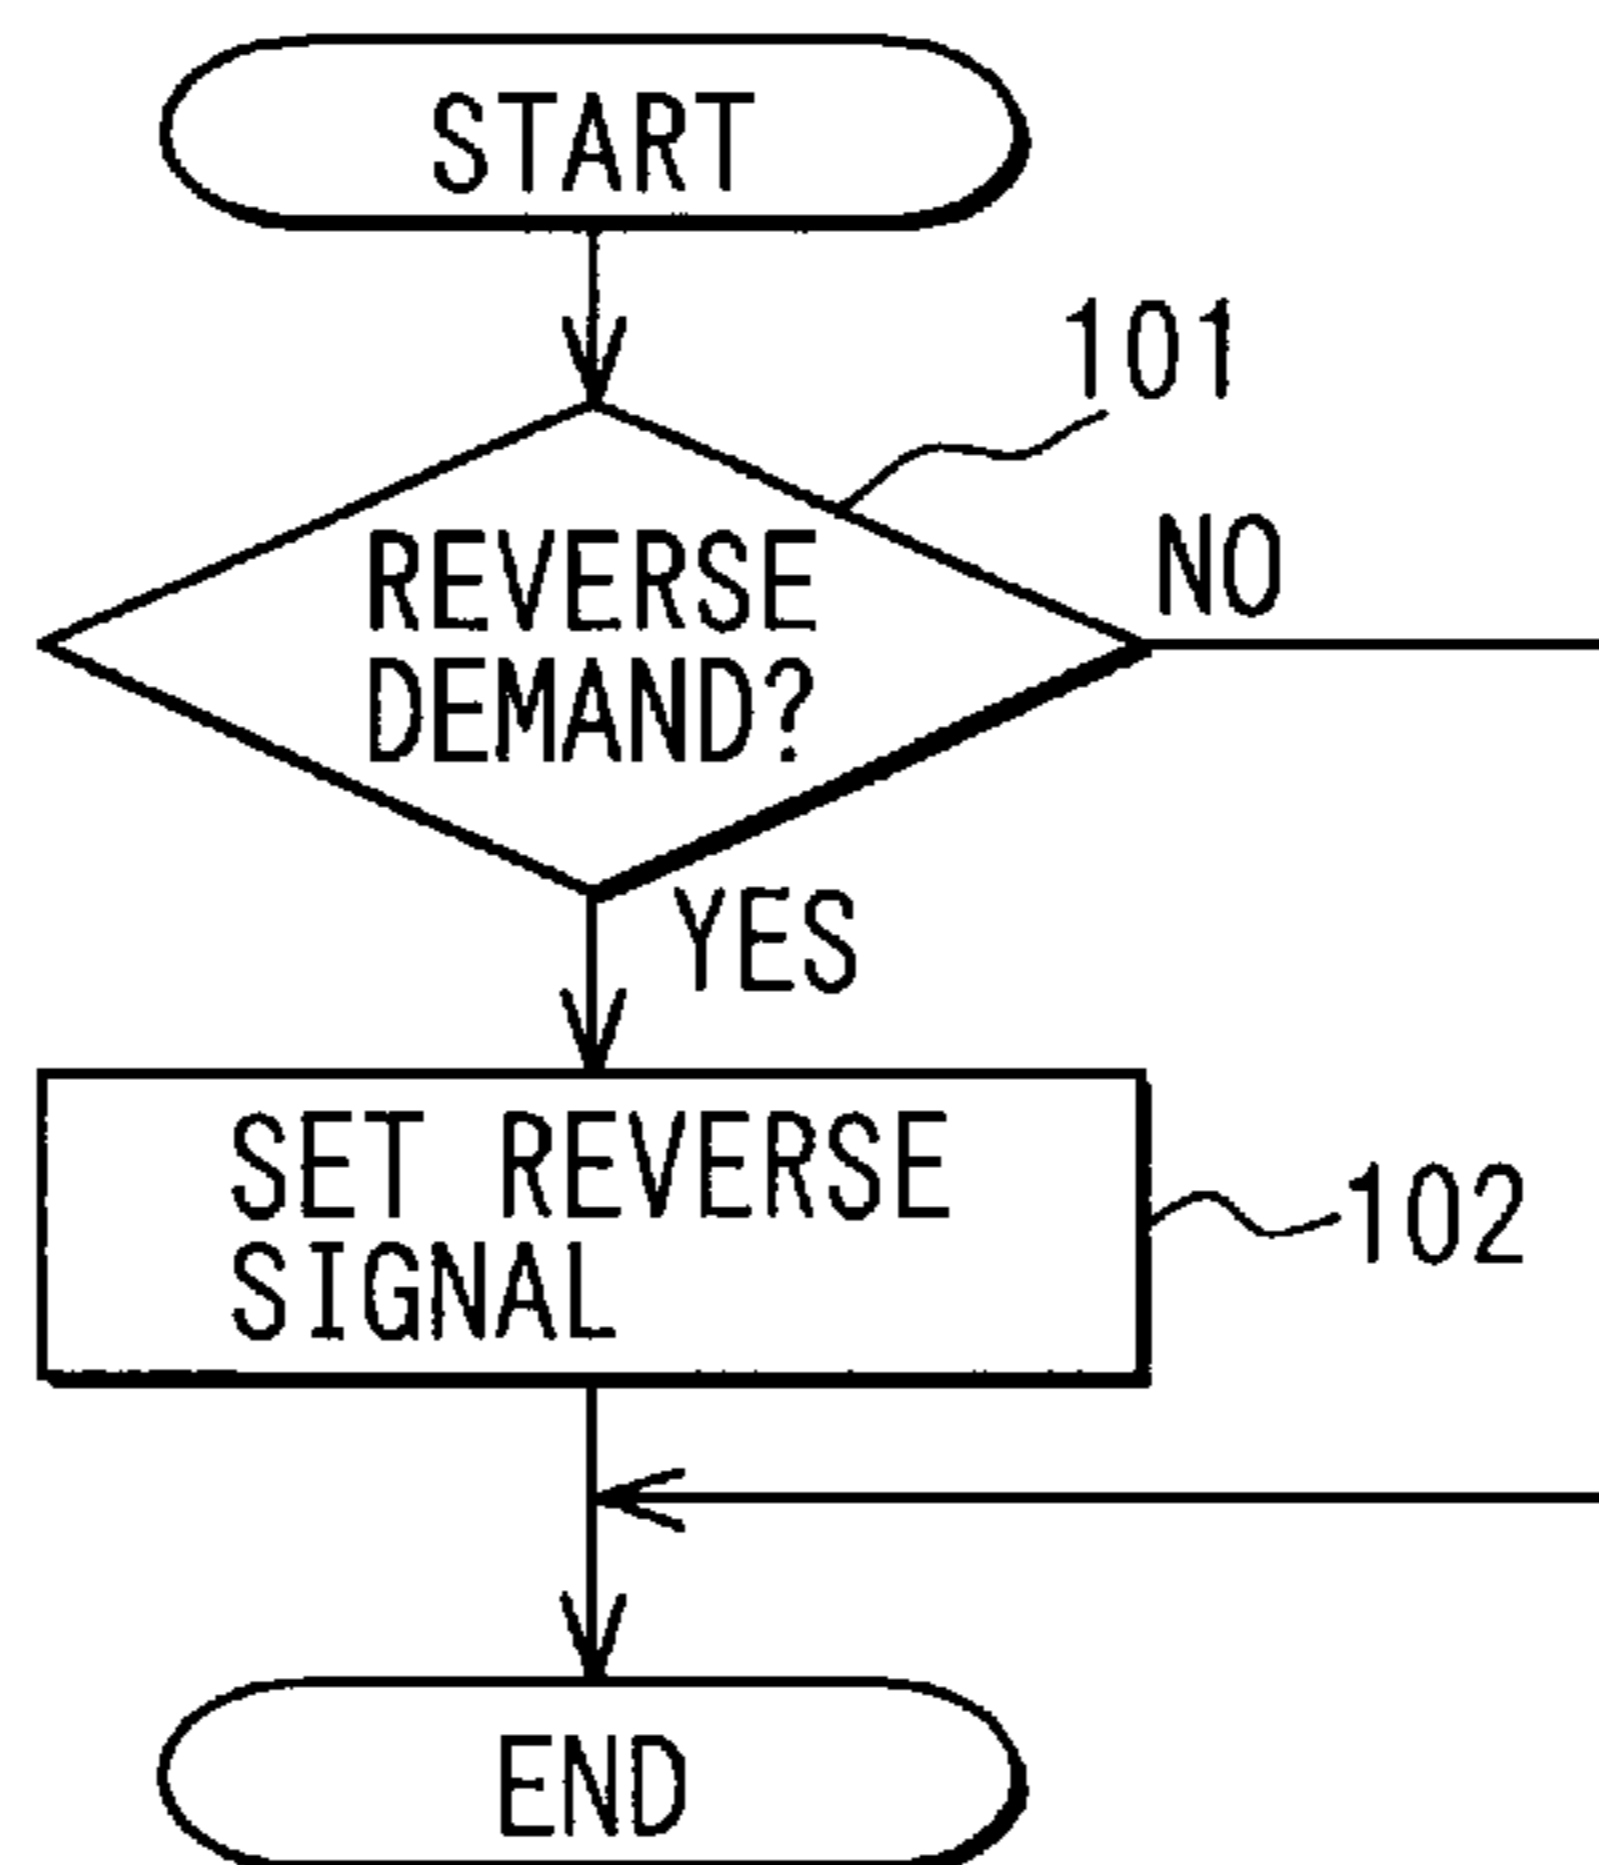 START
101
REVERSE
DEMAND?
NO
YES
SET REVERSE
SIGNAL
102
END